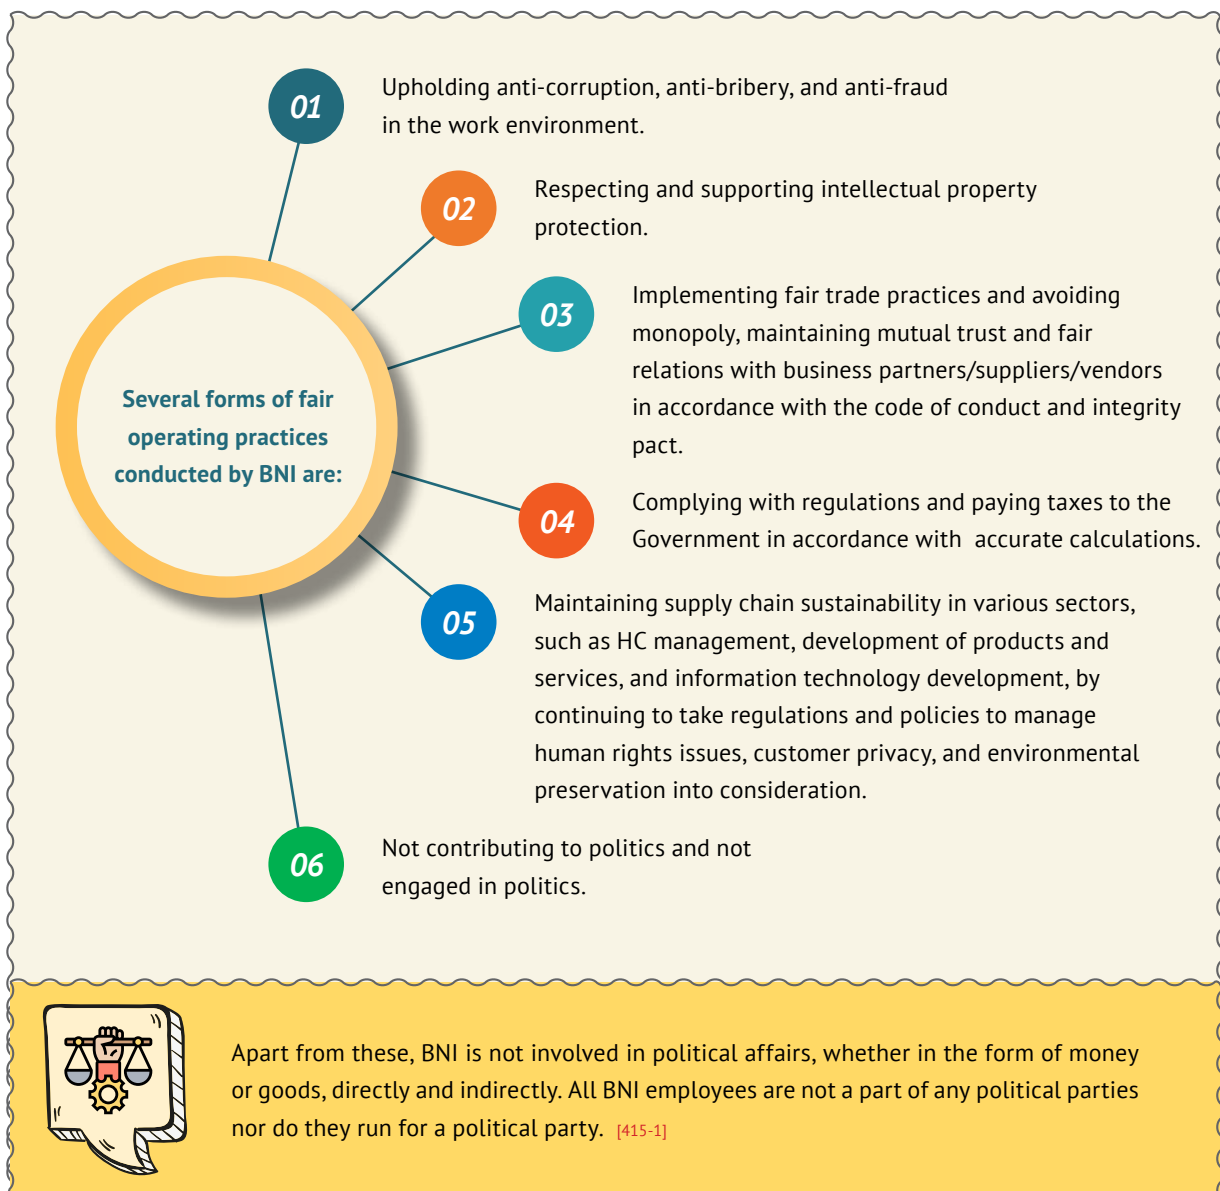 Several forms of fair
operating practices
conducted by BNI are:
01
Upholding anti-corruption, anti-bribery, and anti-fraud
in the work environment.
02
Respecting and supporting intellectual property
protection.
03
Implementing fair trade practices and avoiding
monopoly, maintaining mutual trust and fair
relations with business partners/suppliers/vendors
in accordance with the code of conduct and integrity
pact.
04
Complying with regulations and paying taxes to the
Government in accordance with  accurate calculations.
05
Maintaining supply chain sustainability in various sectors,
such as HC management, development of products and
services, and information technology development, by
continuing to take regulations and policies to manage
human rights issues, customer privacy, and environmental
preservation into consideration.
06
Not contributing to politics and not
engaged in politics.
Apart from these, BNI is not involved in political affairs, whether in the form of money
or goods, directly and indirectly. All BNI employees are not a part of any political parties
nor do they run for a political party. [415-1]